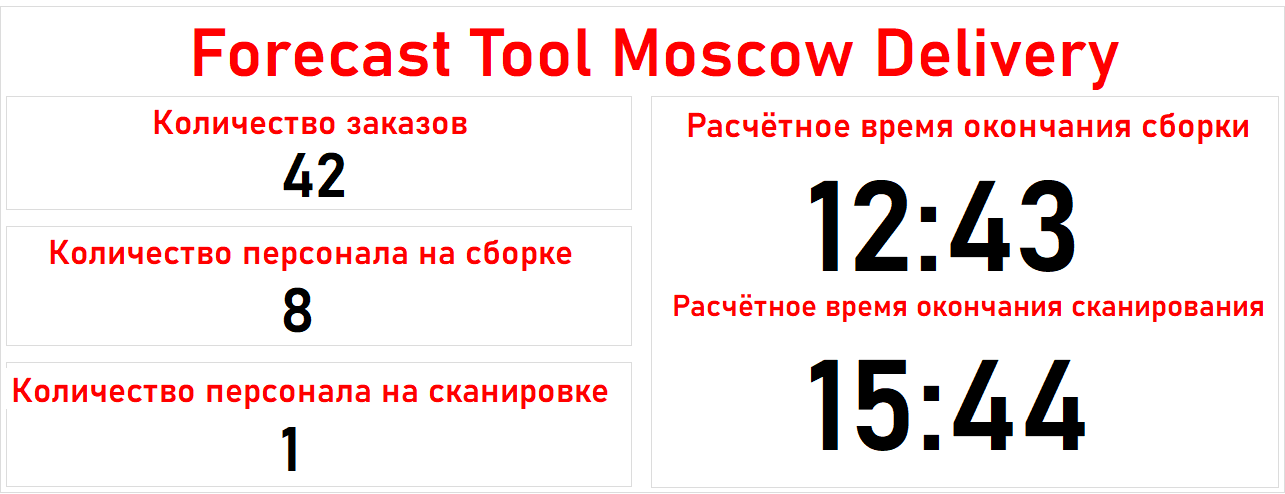 Forecast Tool Moscow Delivery
Количество заказов
42
Количество персонала на сборке
8
Количество персонала на сканировке
1
Расчётное время окончания сборки
12:43
Расчётное время окончания сканирования
15:44